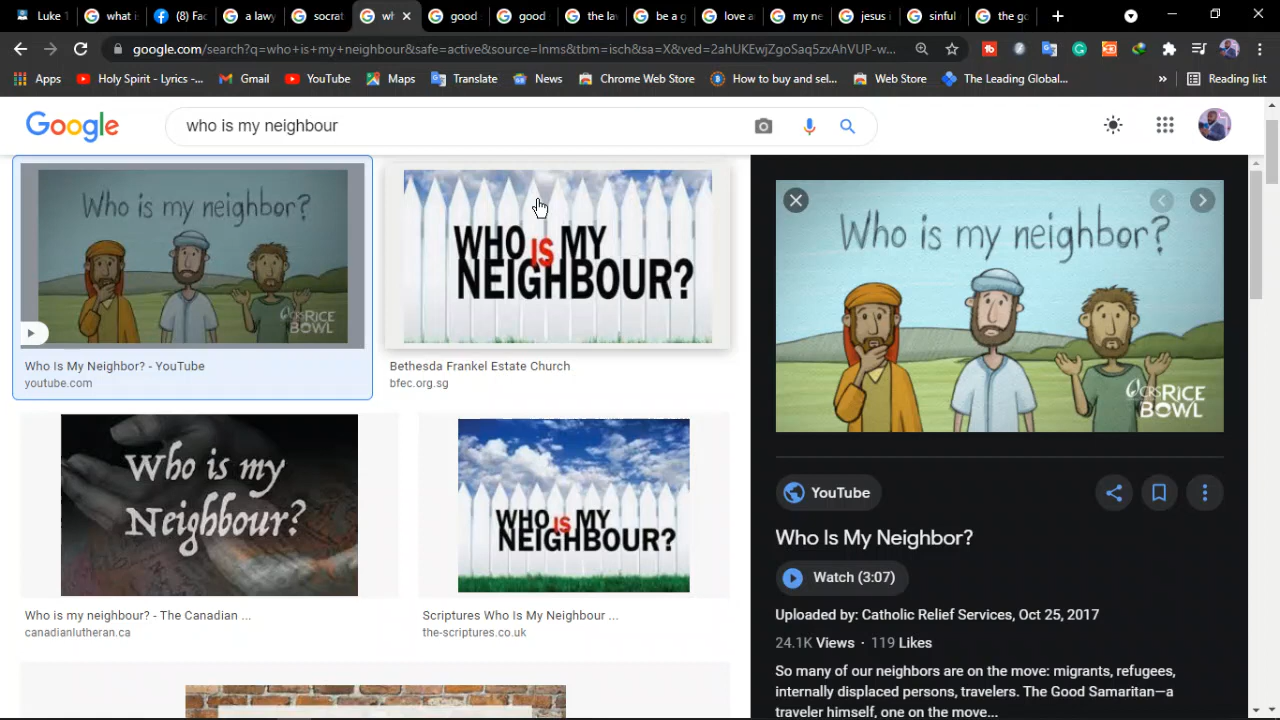 Luke 1
what i
(8) Fac
a lawy
socrat
wh
good
good
the la
be a g
love a
my ne
jesus i
sinful
the go
google.com/search?q=who+is+my+neighbour&safe=active&source=lnms&tbm=isch&sa=X&ved=2ahUKEwjZgoSaq5zxAhVUP-w...
Apps
Holy Spirit - Lyrics -...
Gmail
YouTube
Maps
Translate
News
Chrome Web Store
How to buy and sel...
Web Store
The Leading Global...
»
Reading list
Google
who is my neighbour
Who is my neighbor?
CRS RICE
BOWL
Who Is My Neighbor? - YouTube
youtube.com
WHO IS MY
NEIGHBOUR?
Bethesda Frankel Estate Church
bfec.org.sg
Who is my
Neighbour?
Who is my neighbour? - The Canadian ...
canadianlutheran.ca
WHO IS MY
NEIGHBOUR?
Scriptures Who Is My Neighbour ...
the-scriptures.co.uk
Who is my neighbor?
CRS RICE
BOWL
YouTube
Who Is My Neighbor?
Watch (3:07)
Uploaded by: Catholic Relief Services, Oct 25, 2017
24.1K Views · 119 Likes
So many of our neighbors are on the move: migrants, refugees,
internally displaced persons, travelers. The Good Samaritan—a
traveler himself, one on the move...